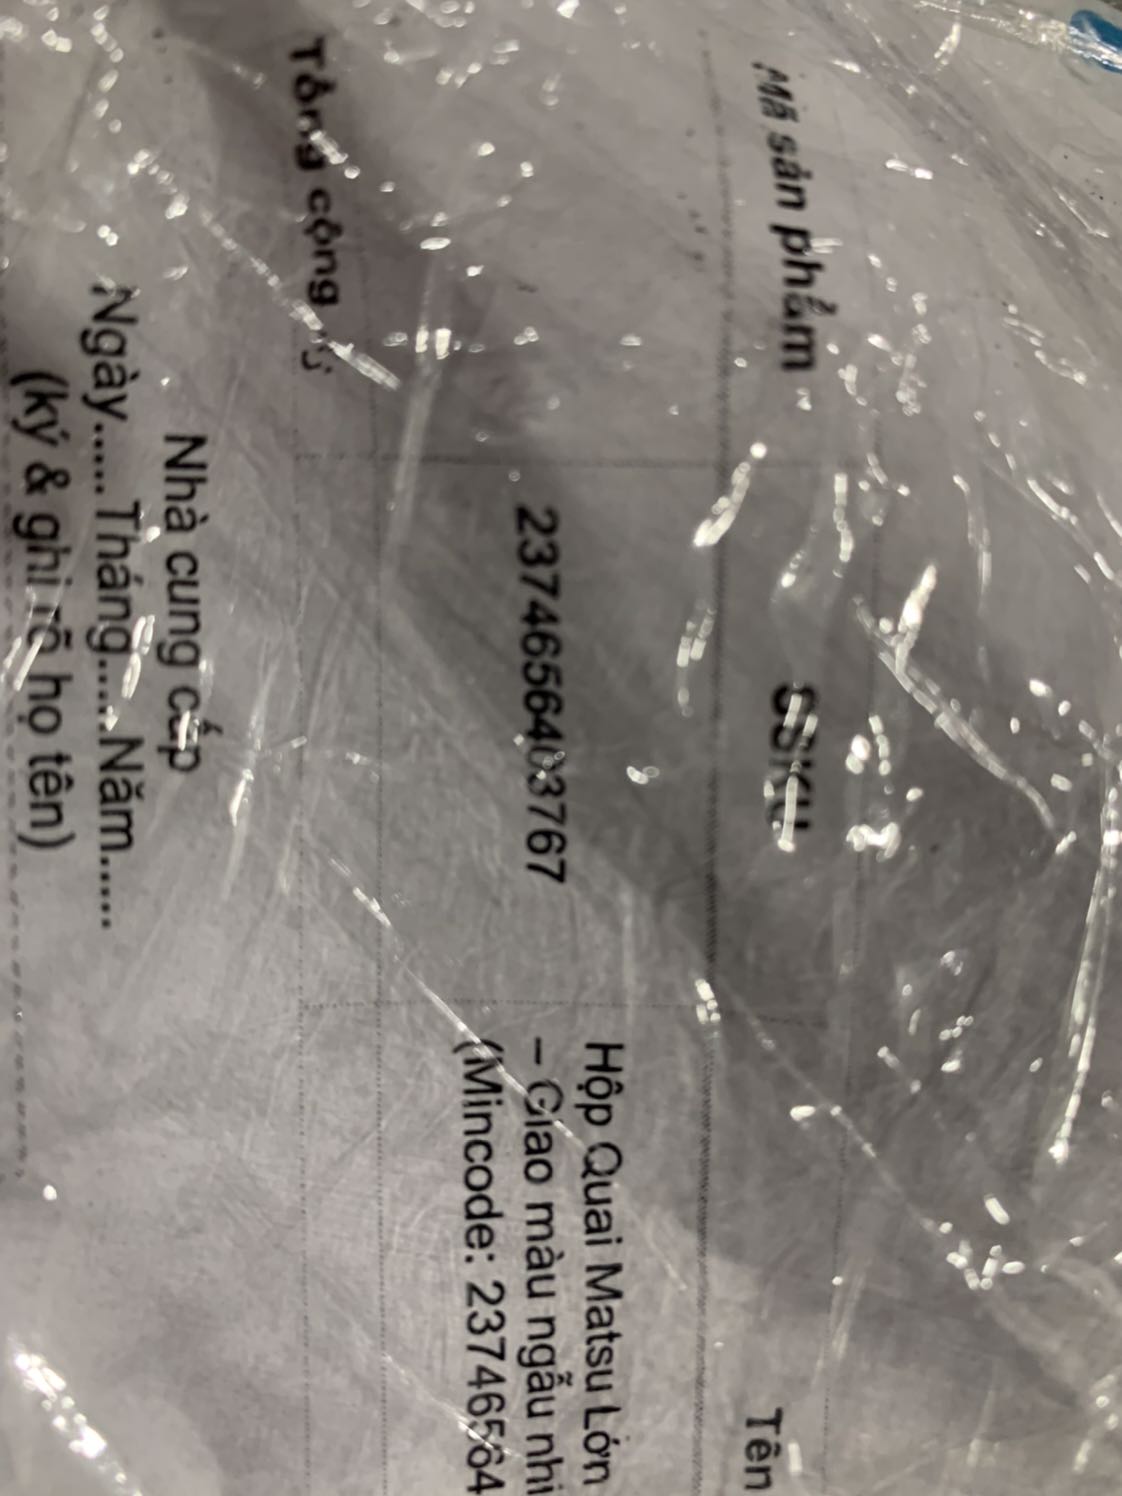 Mã sản phẩm SSKU Tên
2374656403767
Hộp Quai Matsu Lớn
– Giao màu ngẫu nhi
(Mincode: 23746564
Tổng cộng
Nhà cung cấp
Ngày...... Tháng......Năm......
(ký & ghi rõ họ tên)